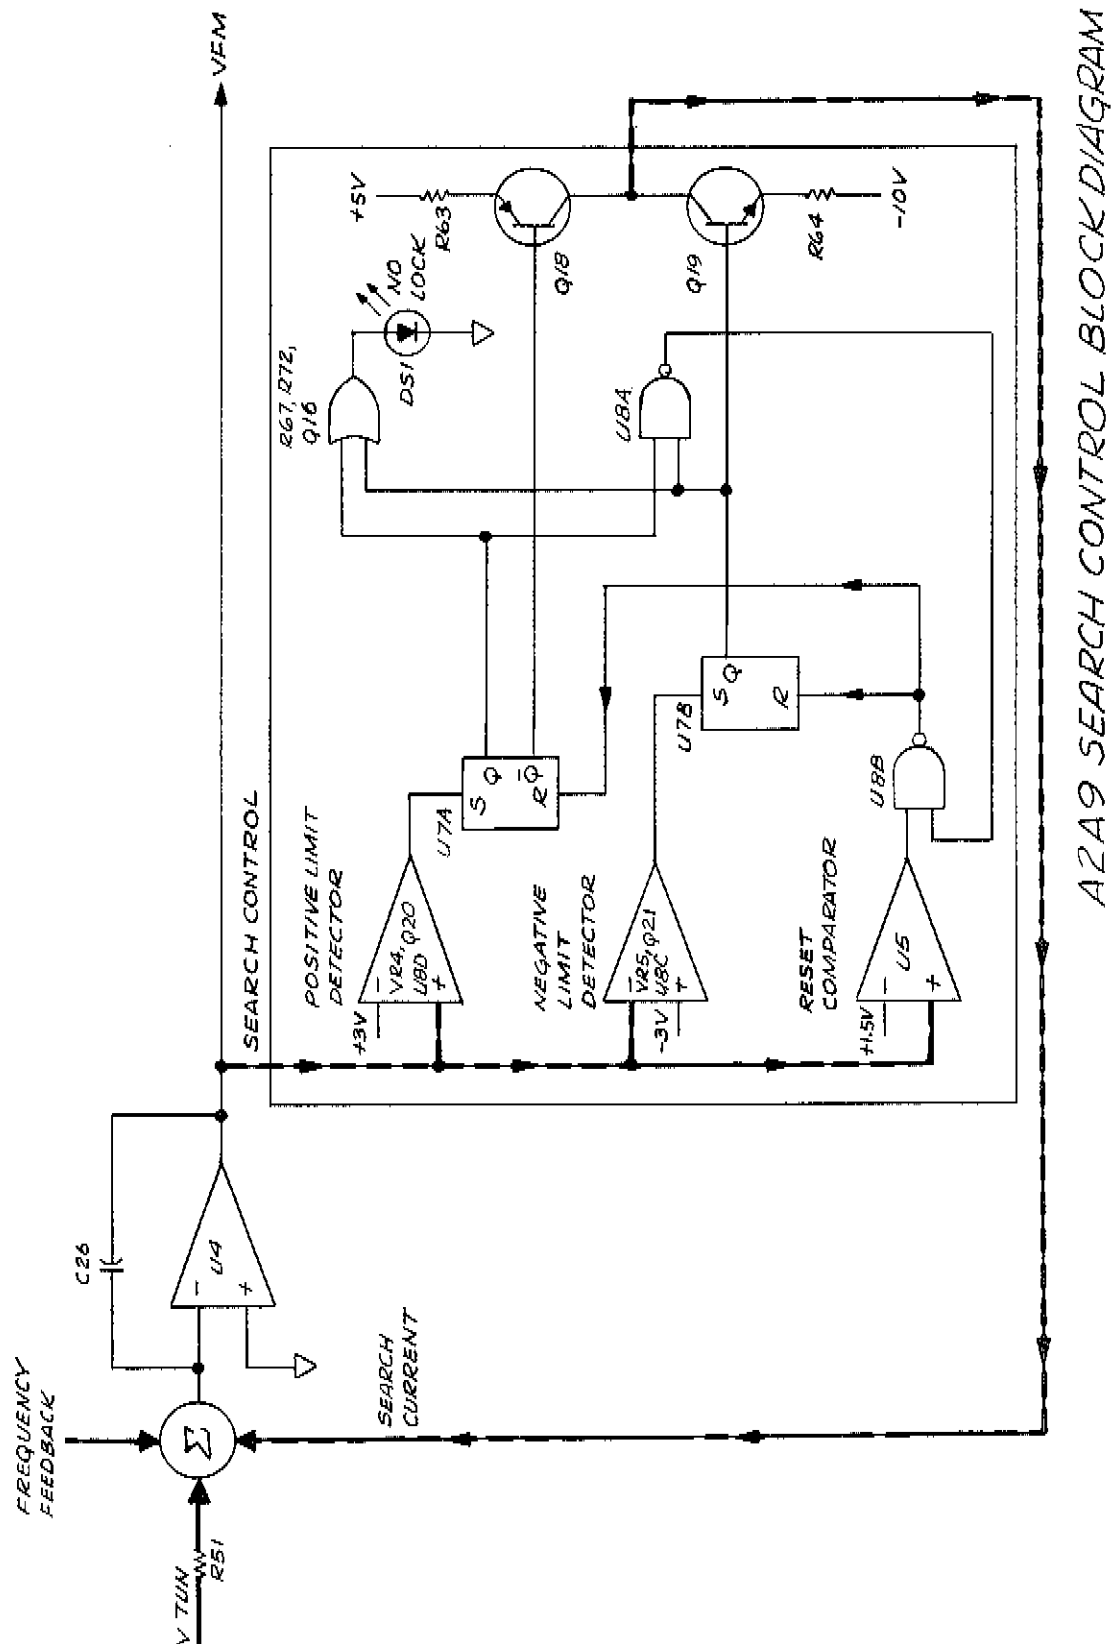 FREQUENCY
FEEDBACK
V TUN
R51
Σ
C26
−
U4
+
SEARCH
CURRENT
VFM
SEARCH CONTROL
POSITIVE LIMIT
DETECTOR
+3V
−
VR4, Q20
U8D
+
U7A
S
Q
Q̅
R
NEGATIVE
LIMIT
DETECTOR
−
VR5, Q21
U8C
+
-3V
U7B
S
Q
R
RESET
COMPARATOR
+1.5V
−
U5
+
U8B
R67, R72,
Q16
DS1
NO
LOCK
U8A
+5V
R63
Q18
Q19
R64
-10V
A2A9 SEARCH CONTROL BLOCK DIAGRAM